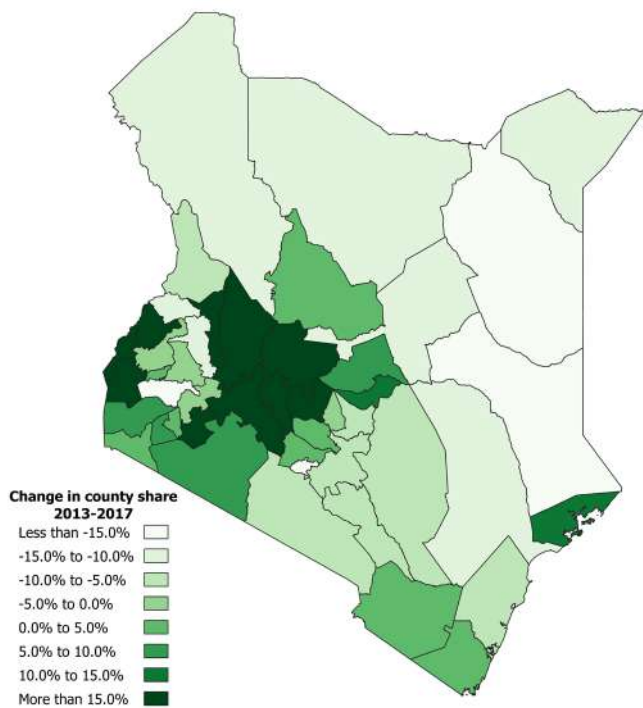 Change in county share
2013-2017
Less than -15.0%
-15.0% to -10.0%
-10.0% to -5.0%
-5.0% to 0.0%
0.0% to 5.0%
5.0% to 10.0%
10.0% to 15.0%
More than 15.0%